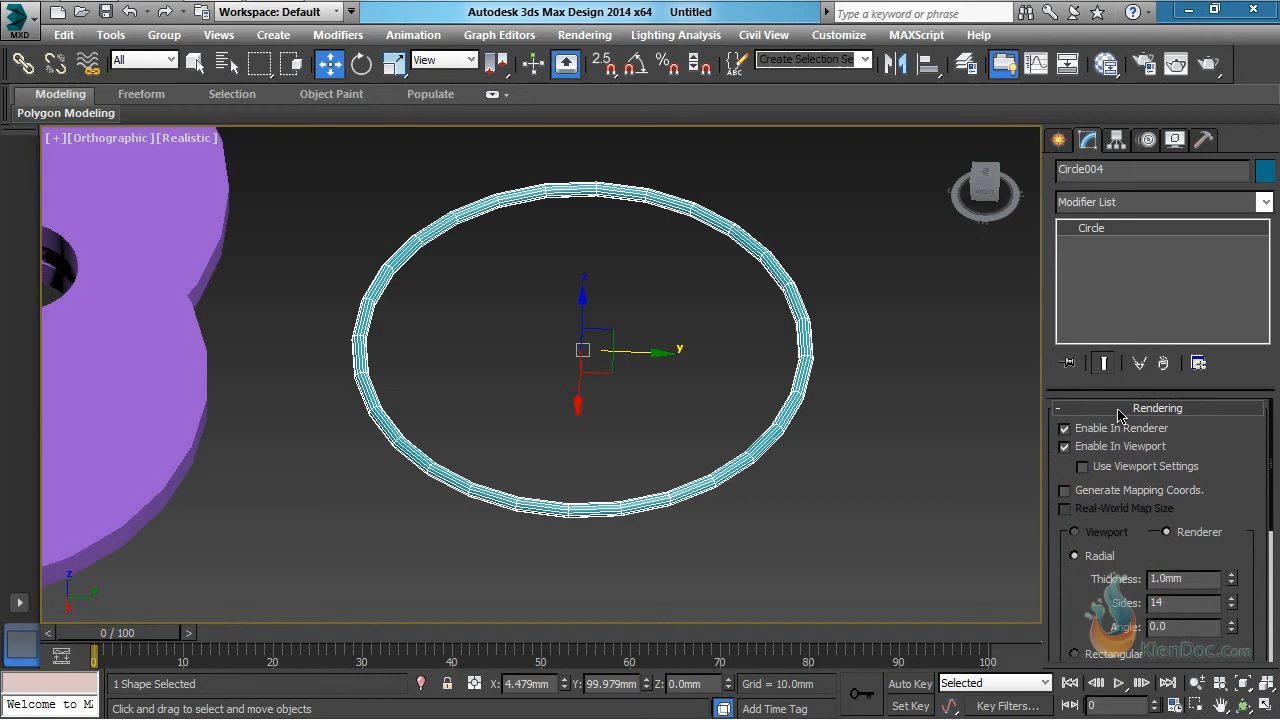 MXD
Workspace: Default
Autodesk 3ds Max Design 2014 x64 Untitled
Type a keyword or phrase
Edit Tools Group Views Create Modifiers Animation Graph Editors Rendering Lighting Analysis Civil View Customize MAXScript Help
All
View
2.5
Create Selection Se
Modeling Freeform Selection Object Paint Populate
Polygon Modeling
[+][Orthographic][Realistic]
RIGHT
Circle004
Modifier List
Circle
z
y
Rendering
Enable In Renderer
Enable In Viewport
Use Viewport Settings
Generate Mapping Coords.
Real-World Map Size
Viewport Renderer
Radial
Thickness: 1.0mm
Sides: 14
Angle: 0.0
Rectangular
KienDoc.com
z
0 / 100
0 10 20 30 40 50 60 70 80 90 100
1 Shape Selected
X: 4.479mm Y: 99.979mm Z: 0.0mm Grid = 10.0mm
Auto Key Selected
Welcome to MA
Click and drag to select and move objects
Add Time Tag
Set Key Key Filters... 0